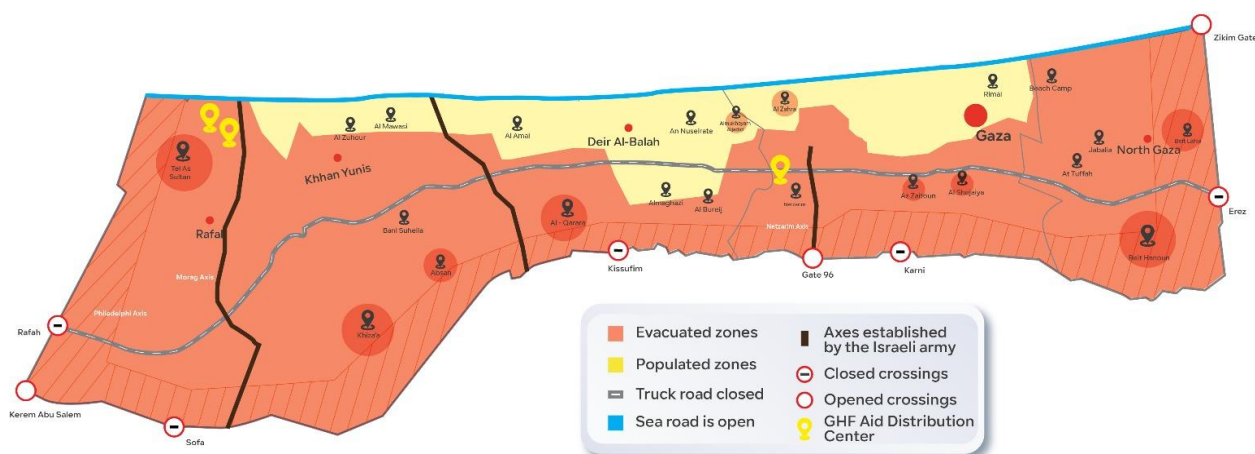 Zikim Gate
Beach Camp
Rimal
Al Zahra
Al Mawasi
Al Zuhour
Al Amal
An Nuseirate
Gaza
Deir Al-Balah
North Gaza
Jabalia
Beit Lahia
At Tuffah
Khhan Yunis
Tel As
Sultan
Almaghazi
Al Bureij
Netzarim
Az Zaitoun
Al Shejaiya
Erez
Rafah
Bani Suheila
Al - Qarara
Netzarim Axis
Beit Hanoun
Absah
Kissufim
Gate 96
Karni
Morag Axis
Philadelphi Axis
Khiza'a
Rafah
Kerem Abu Salem
Sofa
Evacuated zones
Populated zones
Truck road closed
Sea road is open
Axes established
by the Israeli army
Closed crossings
Opened crossings
GHF Aid Distribution
Center